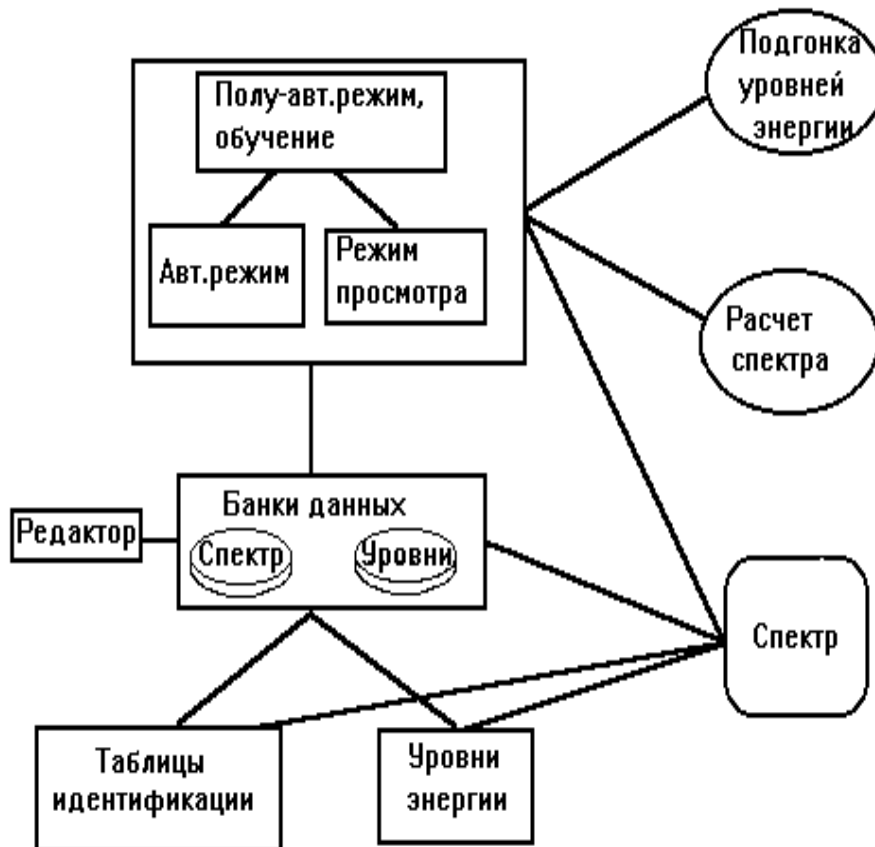 Подгонка
уровней
энергии
Полу-авт.режим,
обучение
Авт.режим
Режим
просмотра
Расчет
спектра
Банки данных
Редактор
Спектр
Уровни
Спектр
Таблицы
идентификации
Уровни
энергии